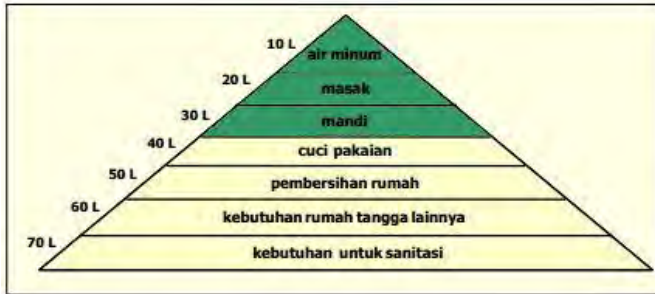 10 L
air minum
20 L
masak
30 L
mandi
40 L
cuci pakaian
50 L
pembersihan rumah
60 L
kebutuhan rumah tangga lainnya
70 L
kebutuhan untuk sanitasi